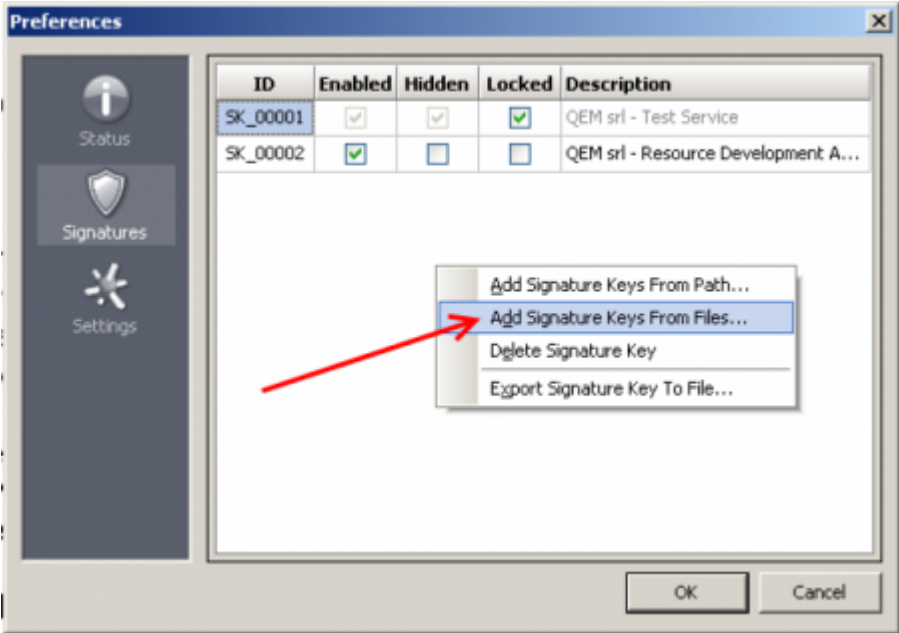 Preferences
Status
Signatures
Settings
ID Enabled Hidden Locked Description
SK_00001 QEM srl - Test Service
SK_00002 QEM srl - Resource Development A...
Add Signature Keys From Path...
Add Signature Keys From Files...
Delete Signature Key
Export Signature Key To File...
OK Cancel